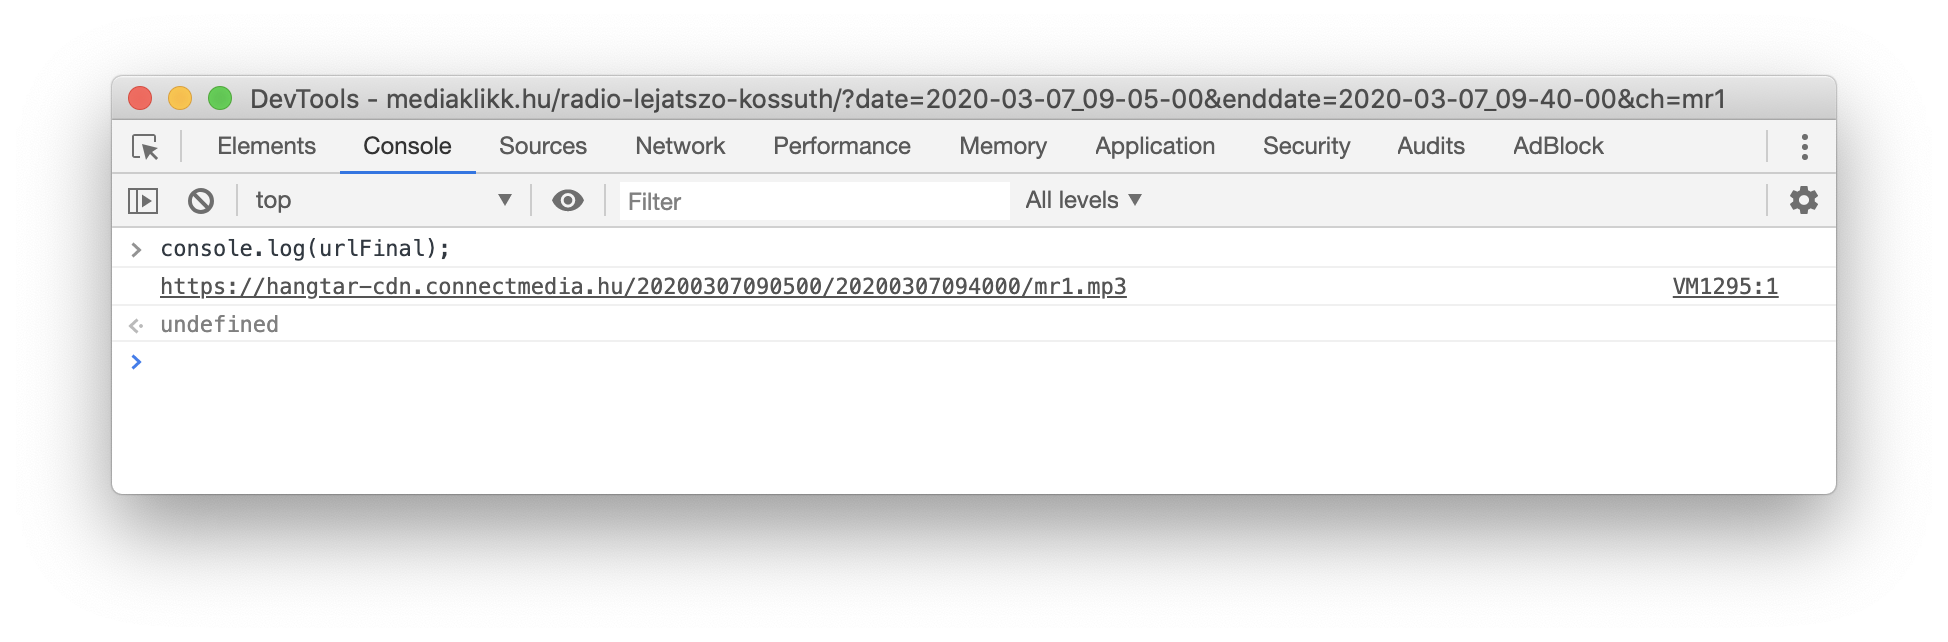 DevTools - mediaklikk.hu/radio-lejatszo-kossuth/?date=2020-03-07_09-05-00&enddate=2020-03-07_09-40-00&ch=mr1
Elements Console Sources Network Performance Memory Application Security Audits AdBlock
top Filter All levels
console.log(urlFinal);
https://hangtar-cdn.connectmedia.hu/20200307090500/20200307094000/mr1.mp3 VM1295:1
undefined